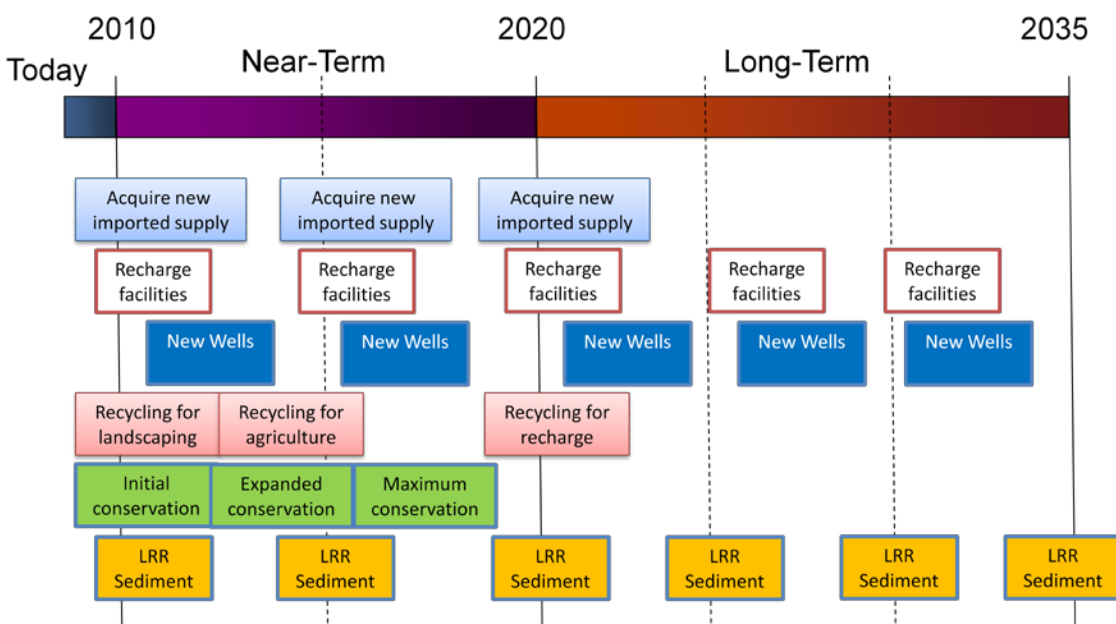 2010
2020
2035
Today
Near-Term
Long-Term
Acquire new
imported supply
Acquire new
imported supply
Acquire new
imported supply
Recharge
facilities
Recharge
facilities
Recharge
facilities
Recharge
facilities
Recharge
facilities
New Wells
New Wells
New Wells
New Wells
New Wells
Recycling for
landscaping
Recycling for
agriculture
Recycling for
recharge
Initial
conservation
Expanded
conservation
Maximum
conservation
LRR
Sediment
LRR
Sediment
LRR
Sediment
LRR
Sediment
LRR
Sediment
LRR
Sediment